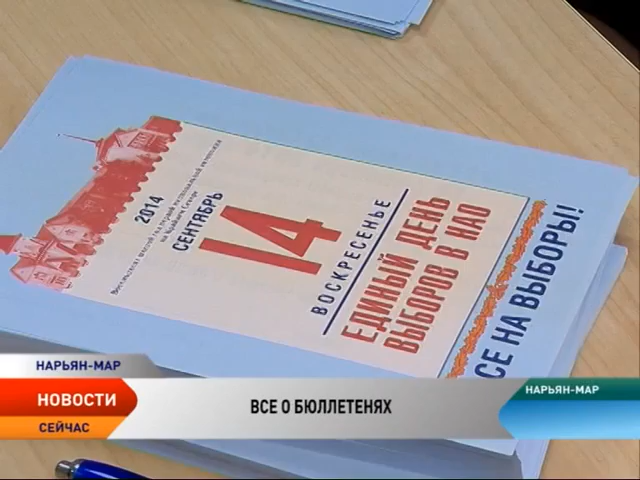 2014
СЕНТЯБРЬ
14
ВОСКРЕСЕНЬЕ
ЕДИНЫЙ ДЕНЬ
ВЫБОРОВ В НАО
СЕ НА ВЫБОРЫ!
НАРЬЯН-МАР
НОВОСТИ
СЕЙЧАС
ВСЕ О БЮЛЛЕТЕНЯХ
НАРЬЯН-МАР